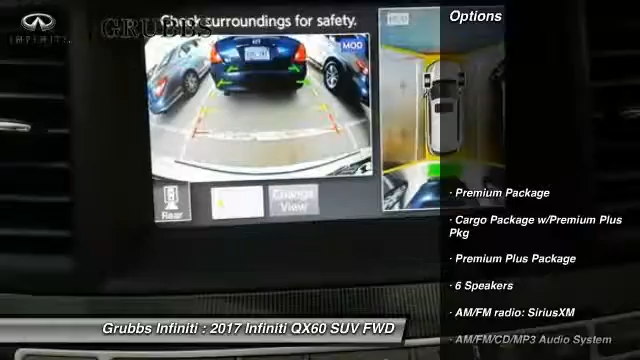 Check surroundings for safety.
Options
INFINITI
GRUBBS
MOD
Rear
Change
View
· Premium Package
· Cargo Package w/Premium Plus
Pkg
· Premium Plus Package
· 6 Speakers
· AM/FM radio: SiriusXM
· AM/FM/CD/MP3 Audio System
Grubbs Infiniti : 2017 Infiniti QX60 SUV FWD